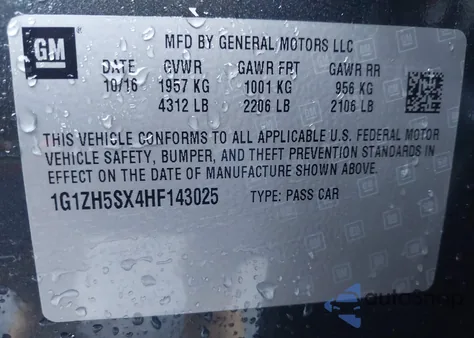 GM
MFD BY GENERAL MOTORS LLC
DATE GVWR GAWR FRT GAWR RR
10/16 1957 KG 1001 KG 956 KG
4312 LB 2206 LB 2106 LB
THIS VEHICLE CONFORMS TO ALL APPLICABLE U.S. FEDERAL MOTOR
VEHICLE SAFETY, BUMPER, AND THEFT PREVENTION STANDARDS IN
EFFECT ON THE DATE OF MANUFACTURE SHOWN ABOVE.
1G1ZH5SX4HF143025 TYPE: PASS CAR